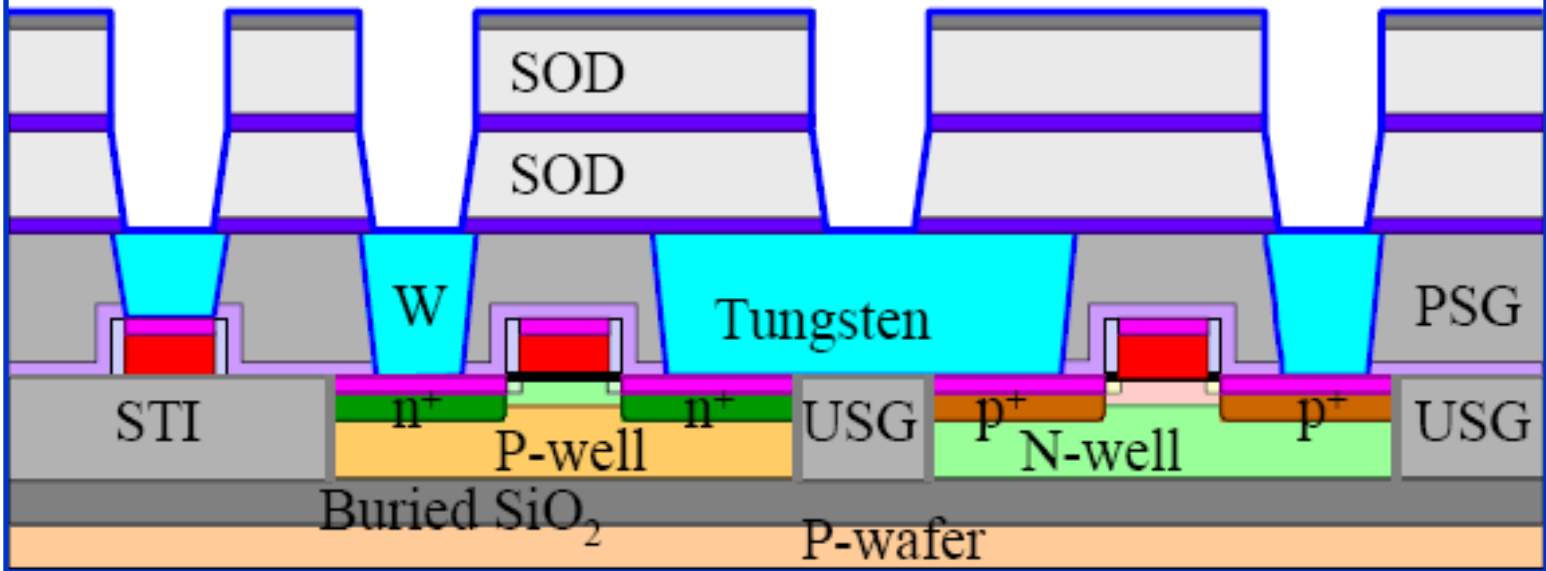 SOD
SOD
W
Tungsten
PSG
STI
n⁺
n⁺
USG
p⁺
p⁺
USG
P-well
N-well
Buried SiO₂
P-wafer